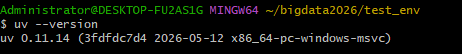 Administrator@DESKTOP-FU2AS1G MINGW64 ~/bigdata2026/test_env
$ uv --version
uv 0.11.14 (3fdfdc7d4 2026-05-12 x86_64-pc-windows-msvc)